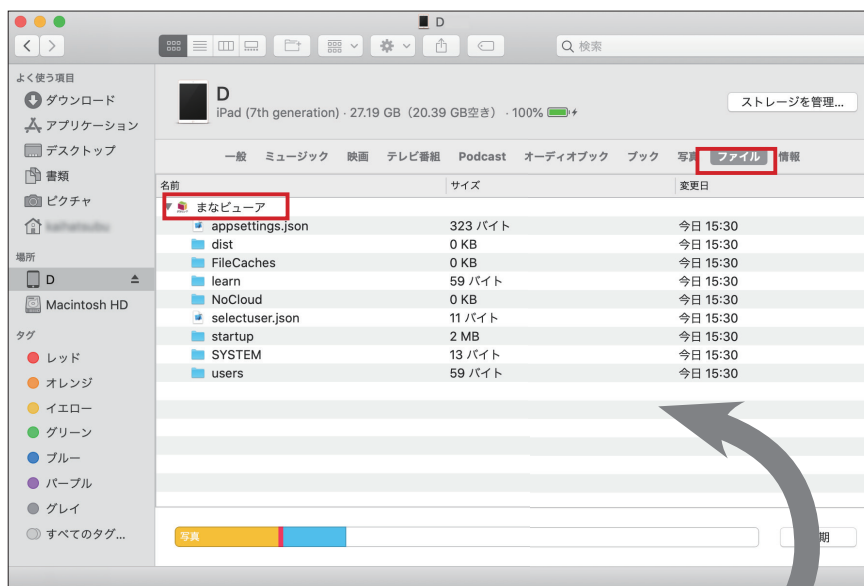 D
検索
よく使う項目
ダウンロード
アプリケーション
デスクトップ
書類
ピクチャ
場所
D
Macintosh HD
タグ
レッド
オレンジ
イエロー
グリーン
ブルー
パープル
グレイ
すべてのタグ...
D
iPad (7th generation) · 27.19 GB（20.39 GB空き） · 100%
ストレージを管理...
一般 ミュージック 映画 テレビ番組 Podcast オーディオブック ブック 写真 ファイル 情報
名前 サイズ 変更日
まなビューア
appsettings.json 323 バイト 今日 15:30
dist 0 KB 今日 15:30
FileCaches 0 KB 今日 15:30
learn 59 バイト 今日 15:30
NoCloud 0 KB 今日 15:30
selectuser.json 11 バイト 今日 15:30
startup 2 MB 今日 15:30
SYSTEM 13 バイト 今日 15:30
users 59 バイト 今日 15:30
写真
期